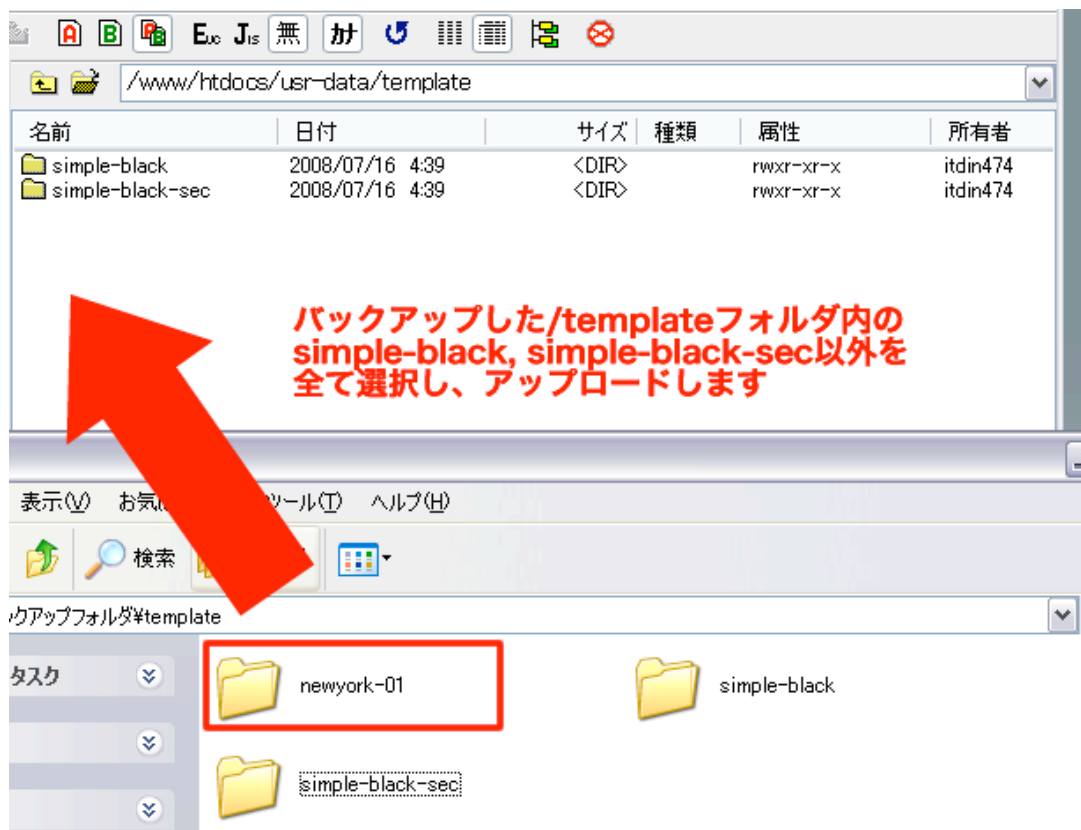 A B PB Euc Jis 無 カナ
/www/htdocs/usr-data/template
名前 日付 サイズ 種類 属性 所有者
simple-black 2008/07/16 4:39 <DIR> rwxr-xr-x itdin474
simple-black-sec 2008/07/16 4:39 <DIR> rwxr-xr-x itdin474
バックアップした/templateフォルダ内の
simple-black, simple-black-sec以外を
全て選択し、アップロードします
表示(V) お気に ツール(T) ヘルプ(H)
検索
ックアップフォルダ¥template
タスク
newyork-01 simple-black
simple-black-sec